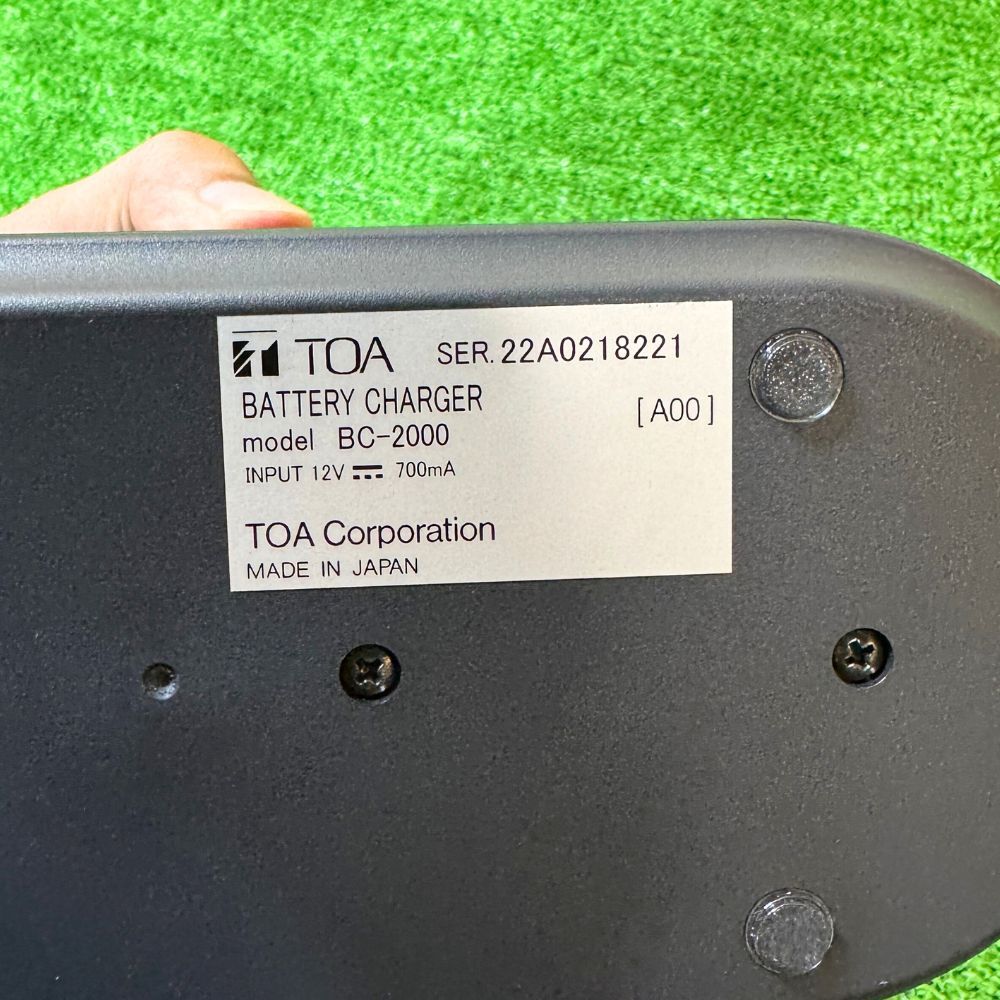 TOA SER. 22A0218221
BATTERY CHARGER [A00]
model BC-2000
INPUT 12V ⎓ 700mA
TOA Corporation
MADE IN JAPAN